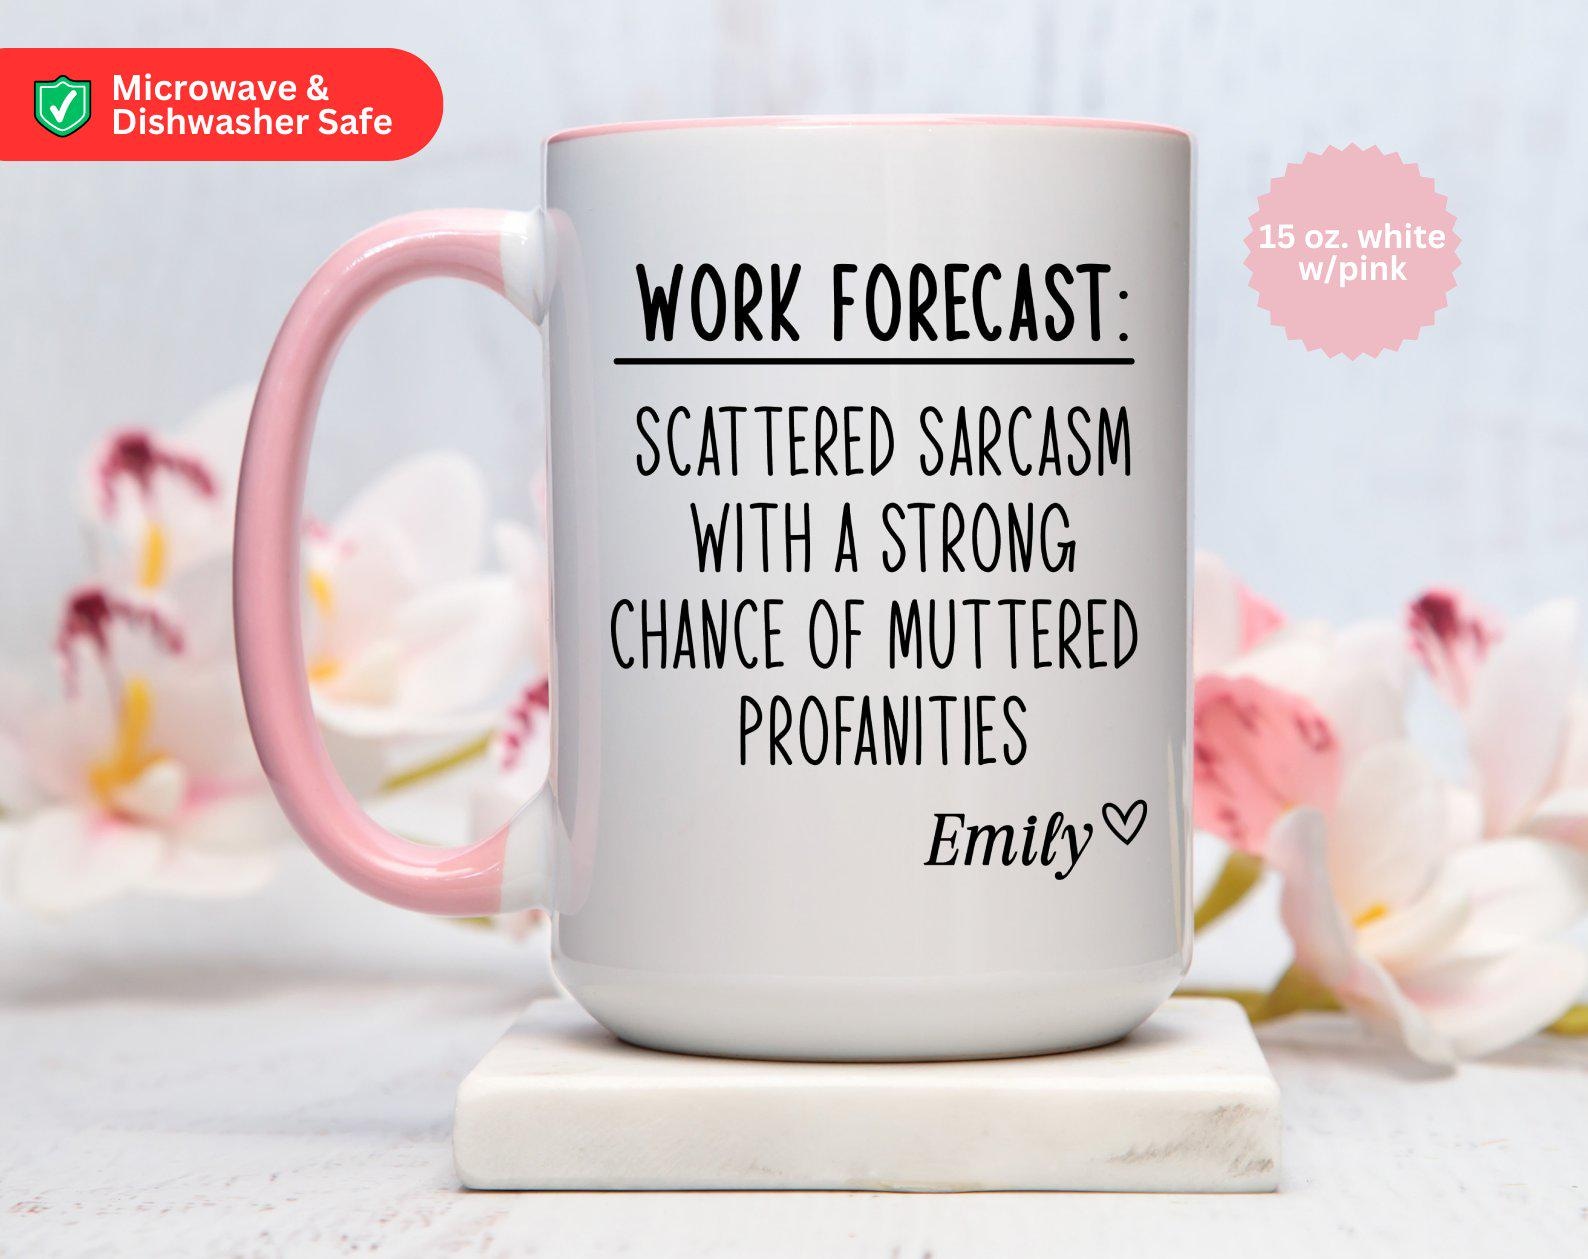 Microwave &
Dishwasher Safe
15 oz. white
w/pink
WORK FORECAST:
SCATTERED SARCASM
WITH A STRONG
CHANCE OF MUTTERED
PROFANITIES
Emily